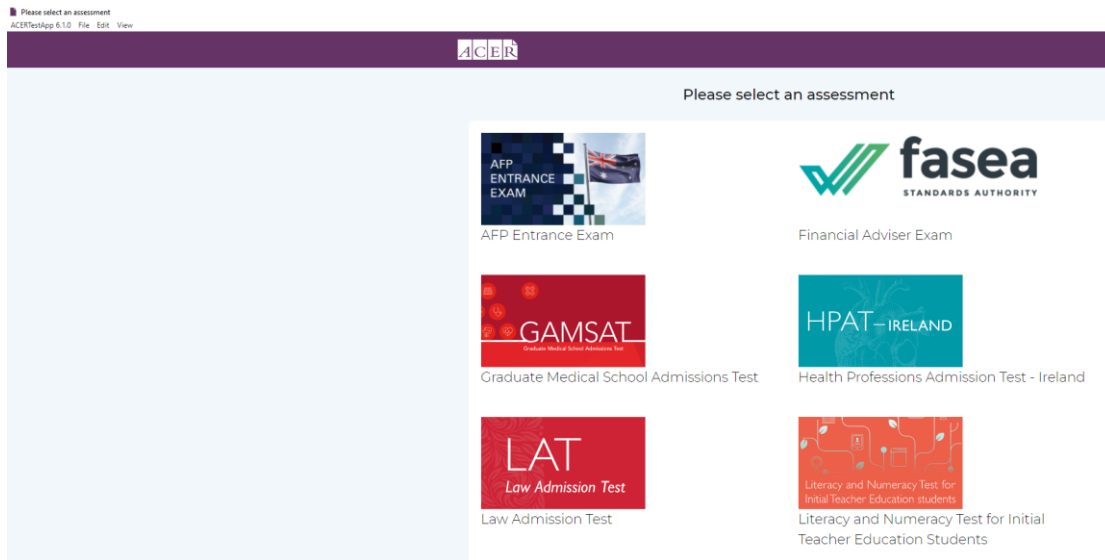 Please select an assessment
ACERTestApp 6.1.0 File Edit View
ACER
Please select an assessment
AFP
ENTRANCE
EXAM
AFP Entrance Exam
fasea
STANDARDS AUTHORITY
Financial Adviser Exam
GAMSAT
Graduate Medical School Admissions Test
Graduate Medical School Admissions Test
HPAT–IRELAND
Health Professions Admission Test - Ireland
LAT
Law Admission Test
Law Admission Test
Literacy and Numeracy Test for
Initial Teacher Education students
Literacy and Numeracy Test for Initial
Teacher Education Students